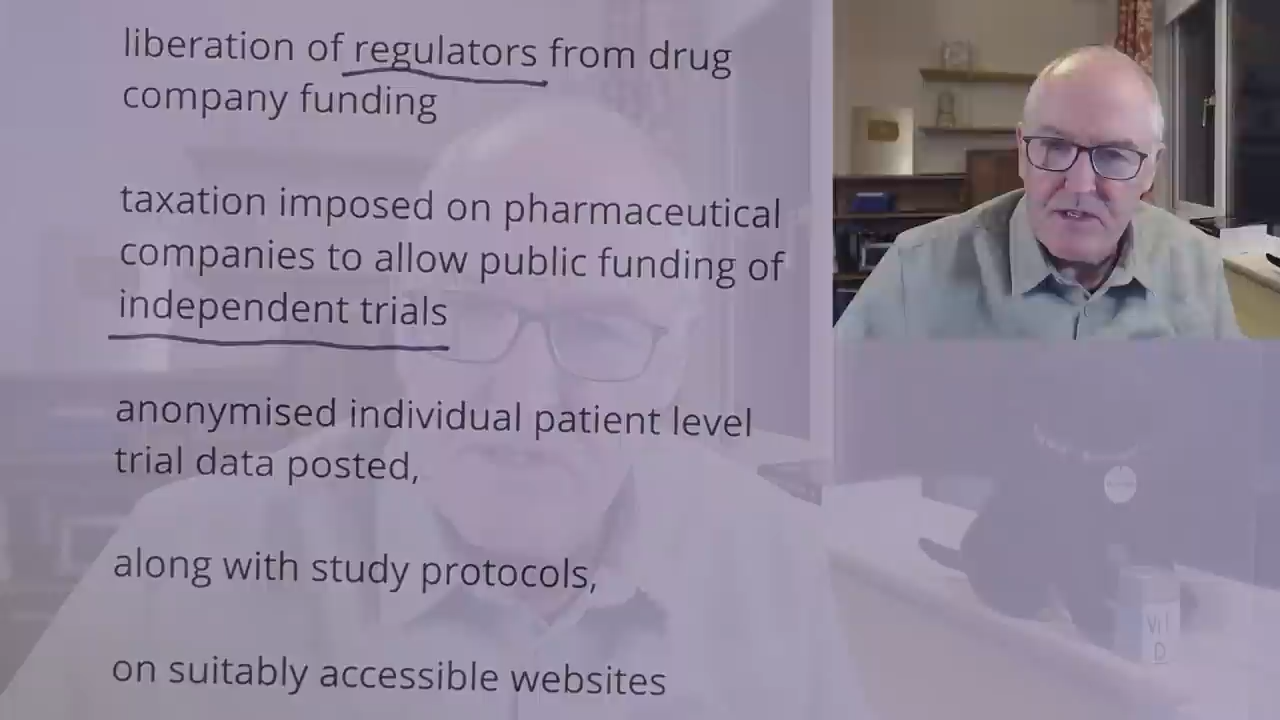 liberation of regulators from drug
company funding
taxation imposed on pharmaceutical
companies to allow public funding of
independent trials
anonymised individual patient level
trial data posted,
along with study protocols,
on suitably accessible websites
Vit
D